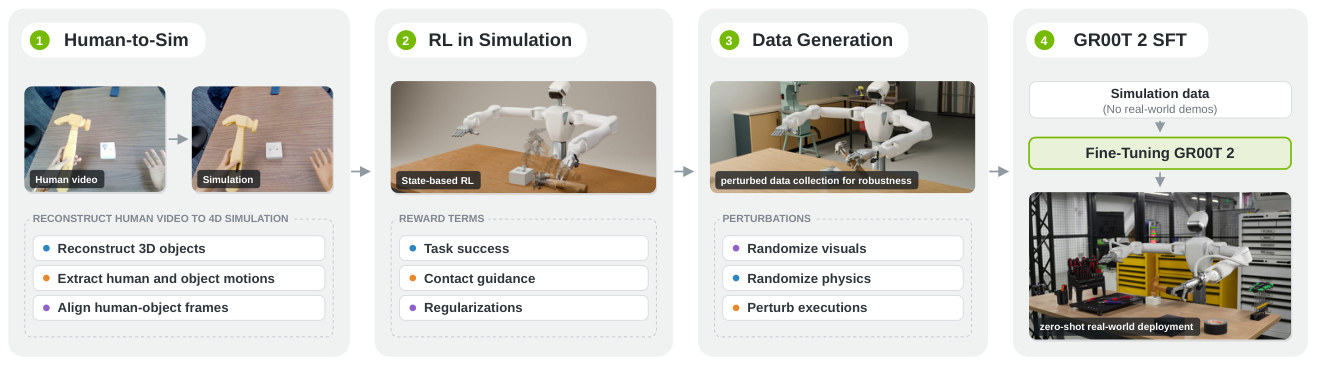 1 Human-to-Sim
Human video
Simulation
RECONSTRUCT HUMAN VIDEO TO 4D SIMULATION
Reconstruct 3D objects
Extract human and object motions
Align human-object frames
2 RL in Simulation
State-based RL
REWARD TERMS
Task success
Contact guidance
Regularizations
3 Data Generation
perturbed data collection for robustness
PERTURBATIONS
Randomize visuals
Randomize physics
Perturb executions
4 GR00T 2 SFT
Simulation data
(No real-world demos)
Fine-Tuning GR00T 2
zero-shot real-world deployment